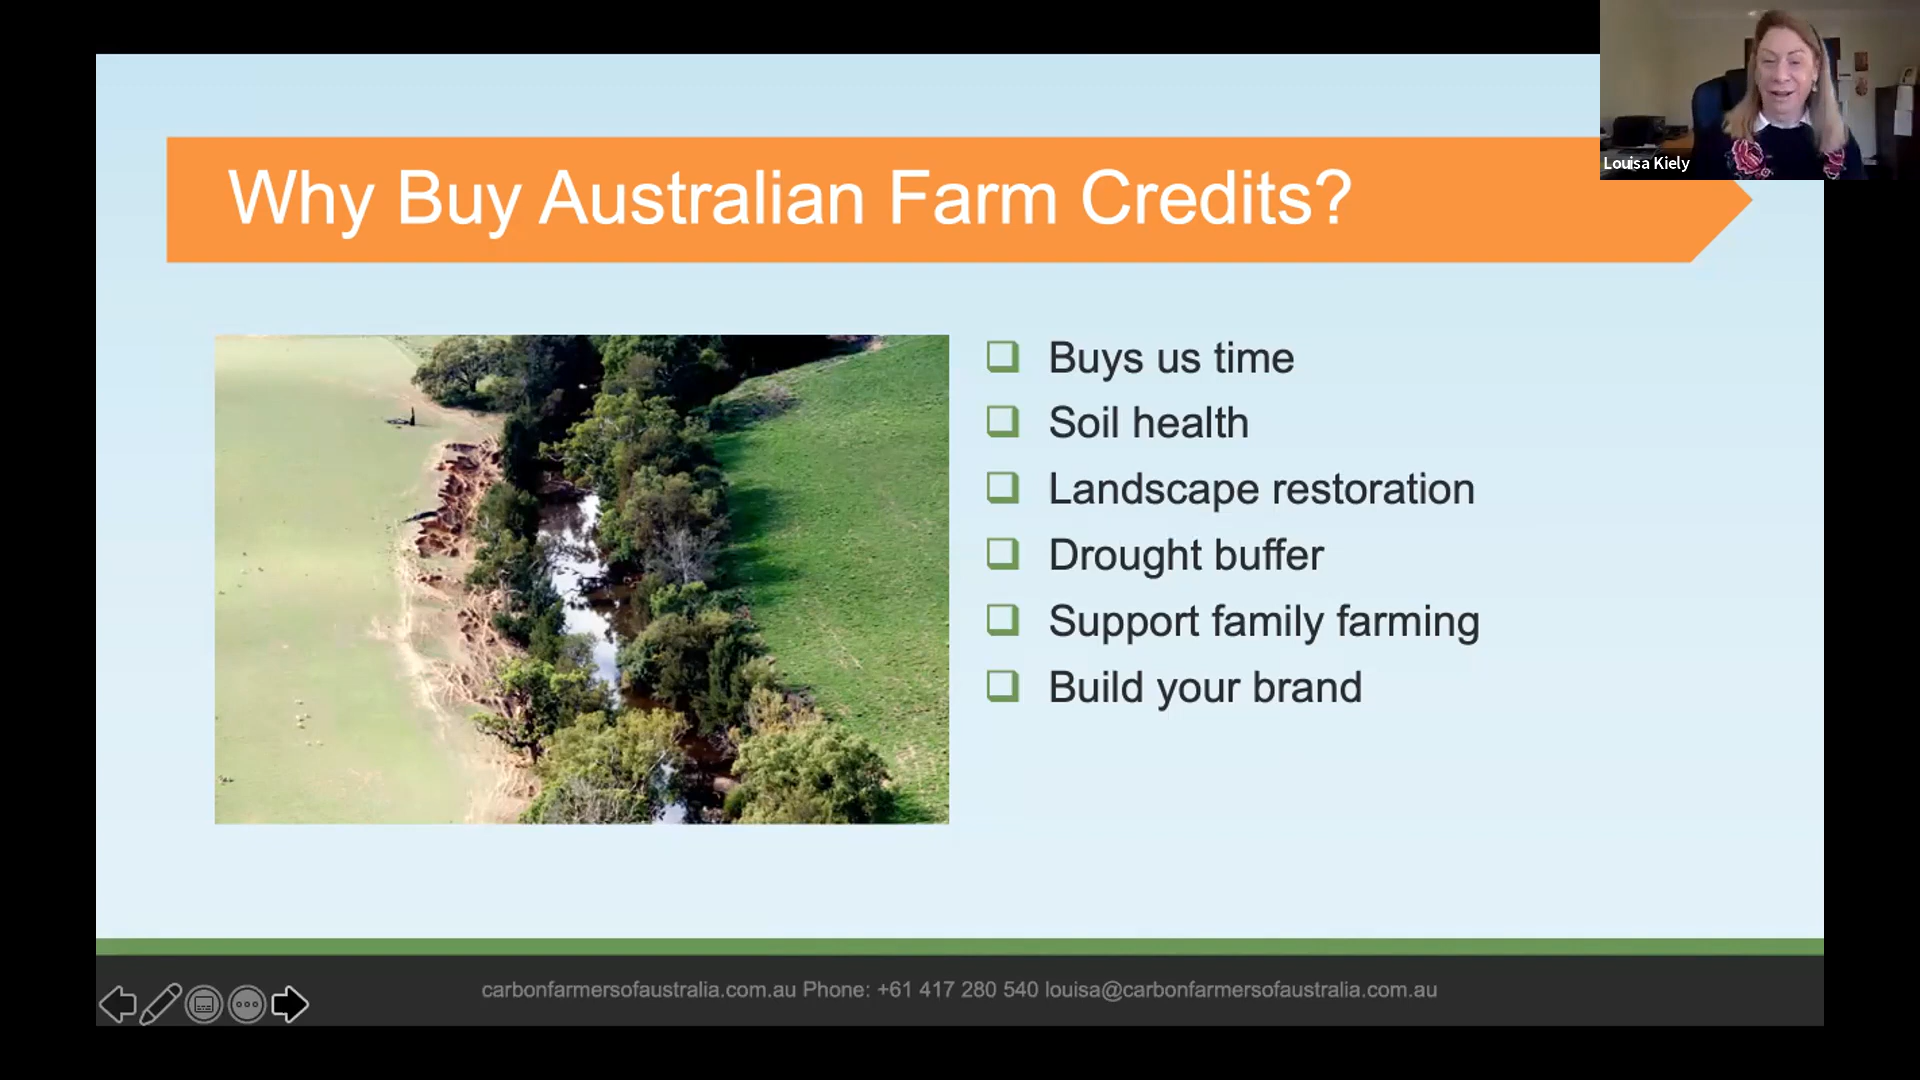 Louisa Kiely
Why Buy Australian Farm Credits?
Buys us time
Soil health
Landscape restoration
Drought buffer
Support family farming
Build your brand
carbonfarmersofaustralia.com.au Phone: +61 417 280 540 louisa@carbonfarmersofaustralia.com.au